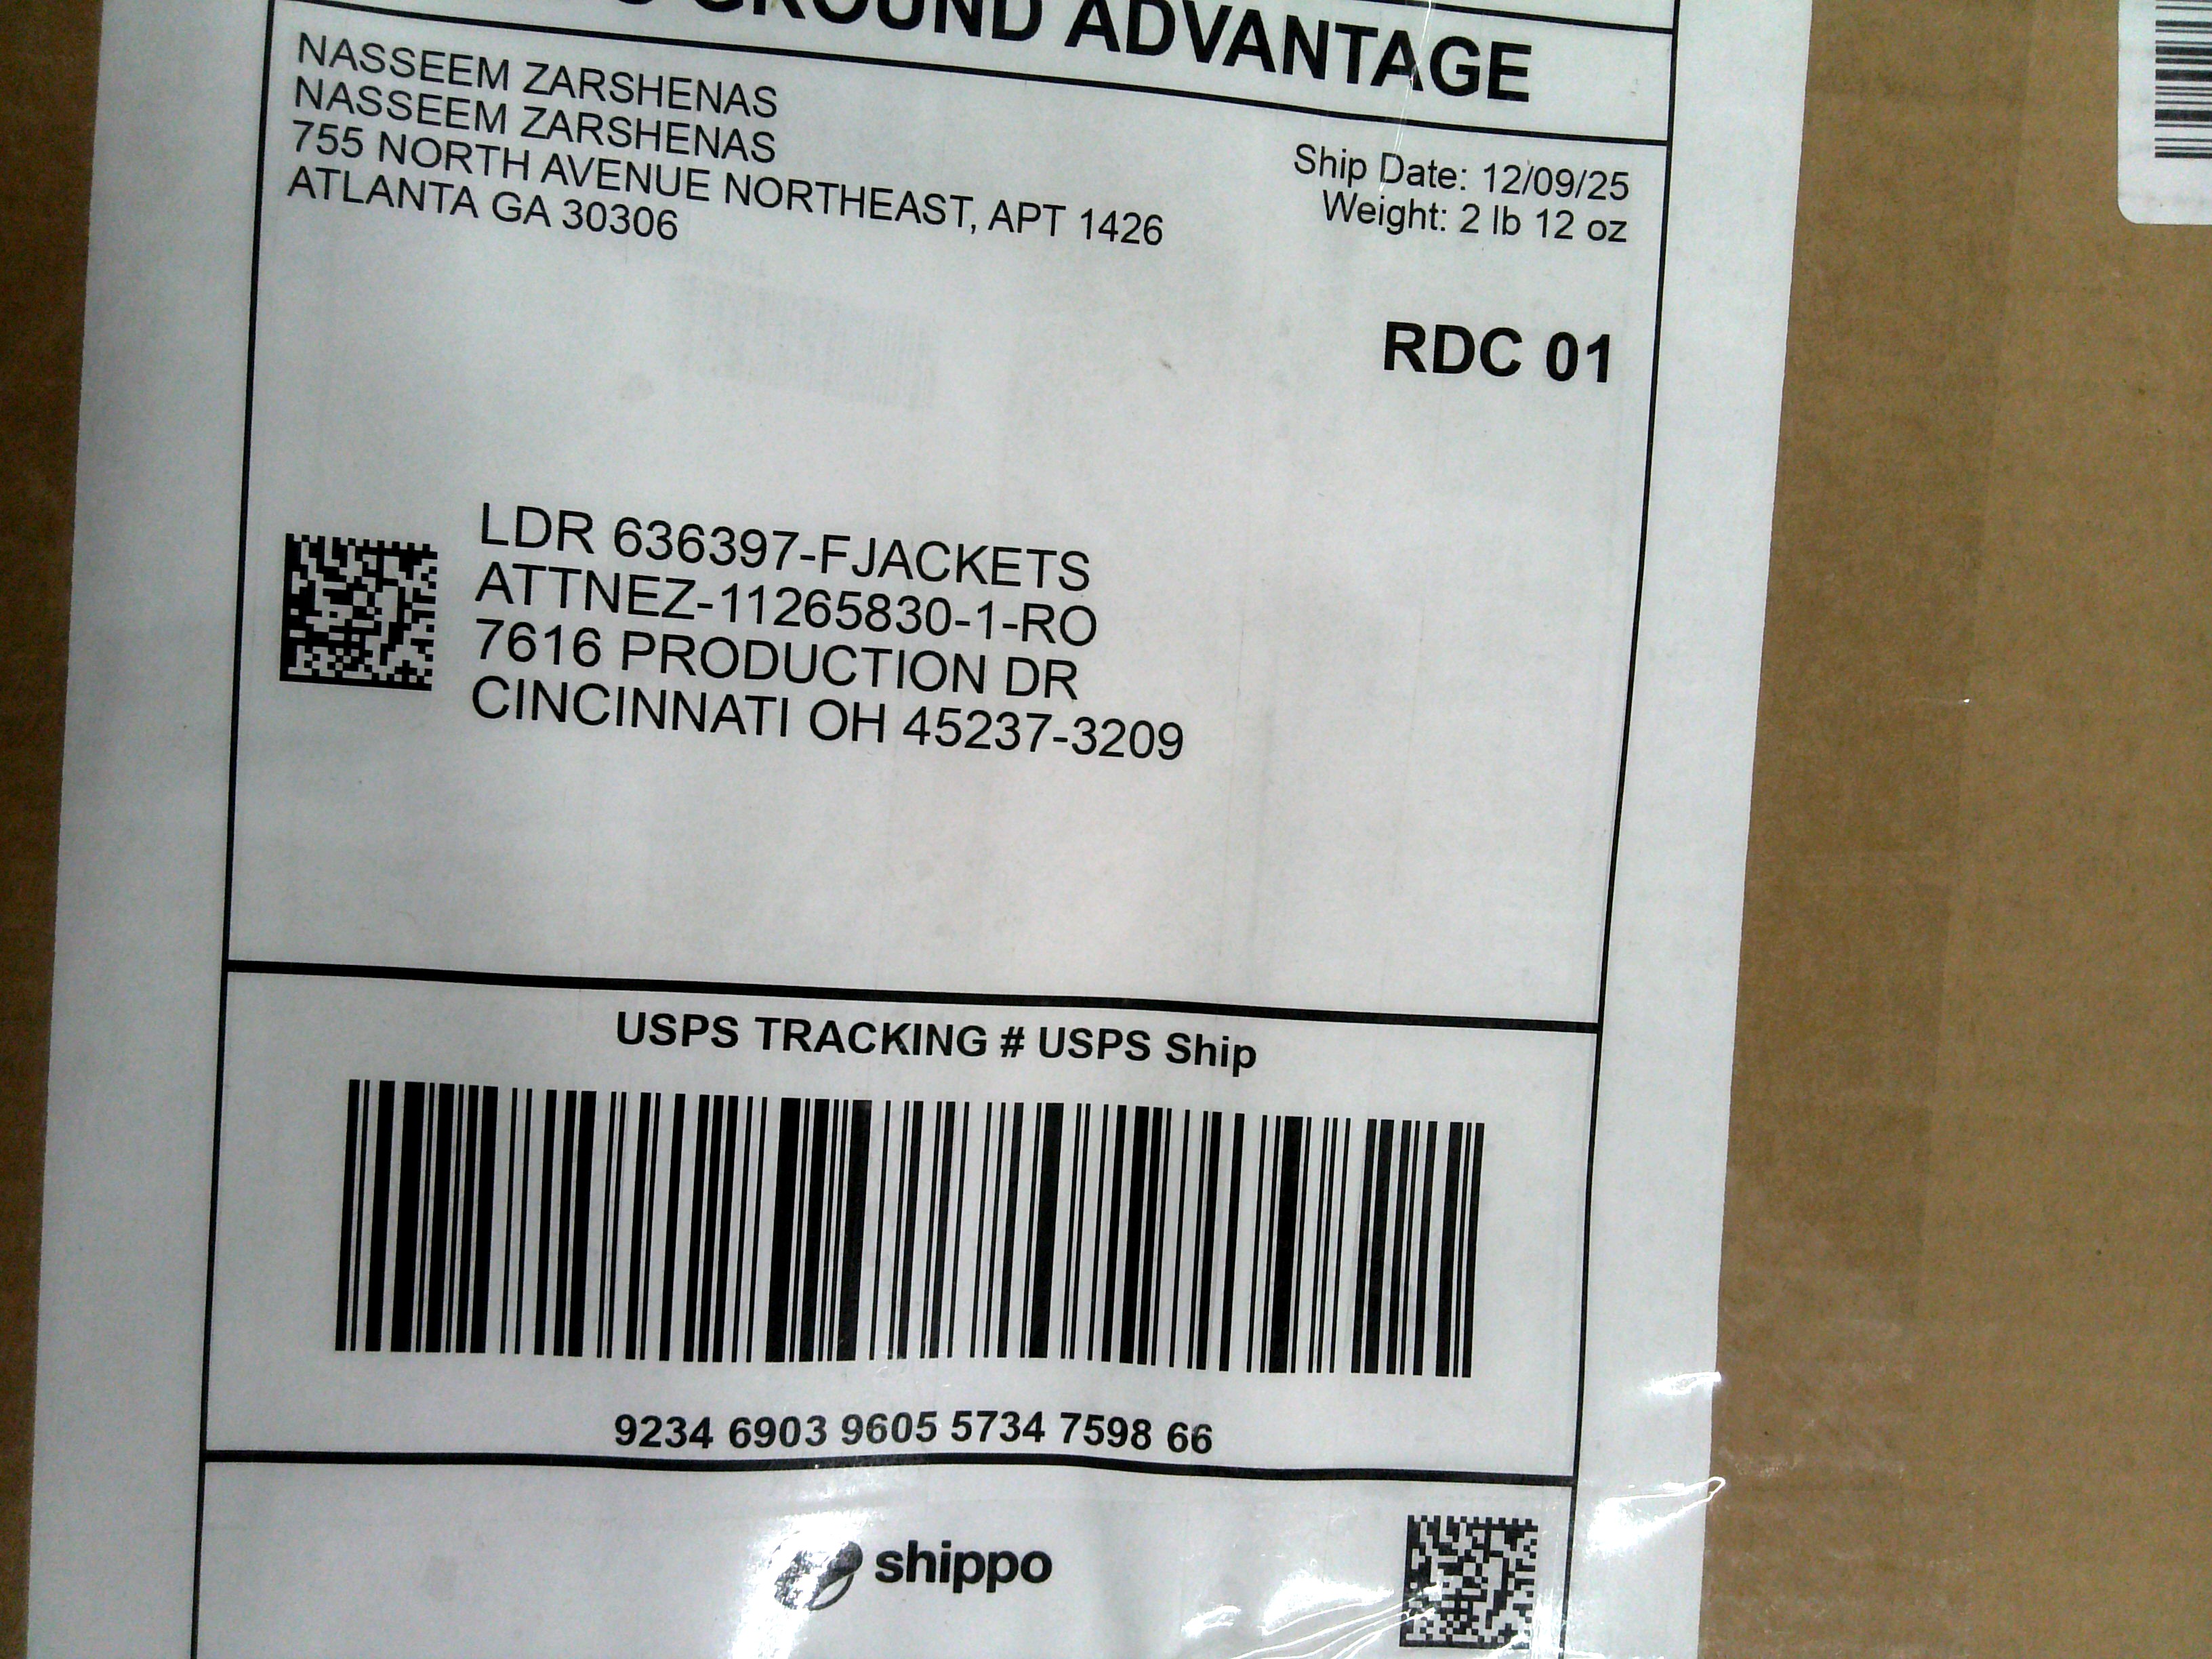 GROUND ADVANTAGE
NASSEEM ZARSHENAS
NASSEEM ZARSHENAS
755 NORTH AVENUE NORTHEAST, APT 1426
ATLANTA GA 30306
Ship Date: 12/09/25
Weight: 2 lb 12 oz
RDC 01
LDR 636397-FJACKETS
ATTNEZ-11265830-1-RO
7616 PRODUCTION DR
CINCINNATI OH 45237-3209
USPS TRACKING # USPS Ship
9234 6903 9605 5734 7598 66
shippo